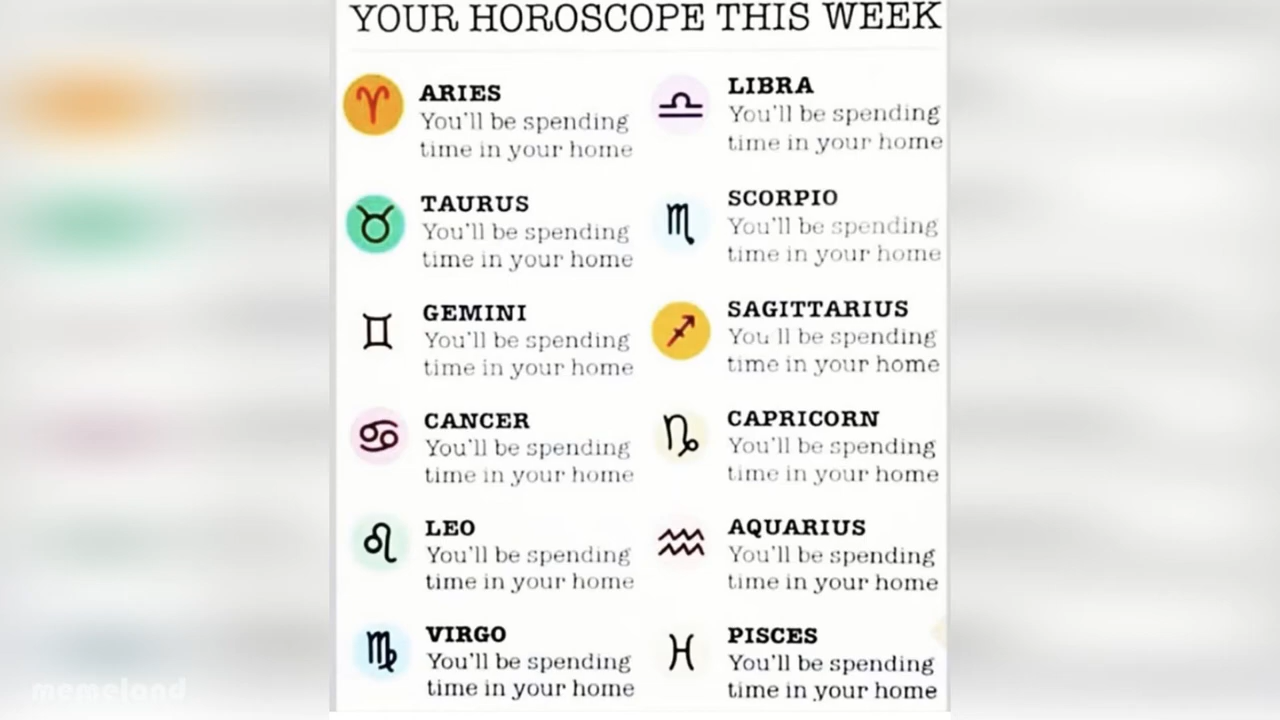 YOUR HOROSCOPE THIS WEEK
ARIES
You'll be spending
time in your home
TAURUS
You'll be spending
time in your home
GEMINI
You'll be spending
time in your home
CANCER
You'll be spending
time in your home
LEO
You'll be spending
time in your home
VIRGO
You'll be spending
time in your home
LIBRA
You'll be spending
time in your home
SCORPIO
You'll be spending
time in your home
SAGITTARIUS
You'll be spending
time in your home
CAPRICORN
You'll be spending
time in your home
AQUARIUS
You'll be spending
time in your home
PISCES
You'll be spending
time in your home
memeland